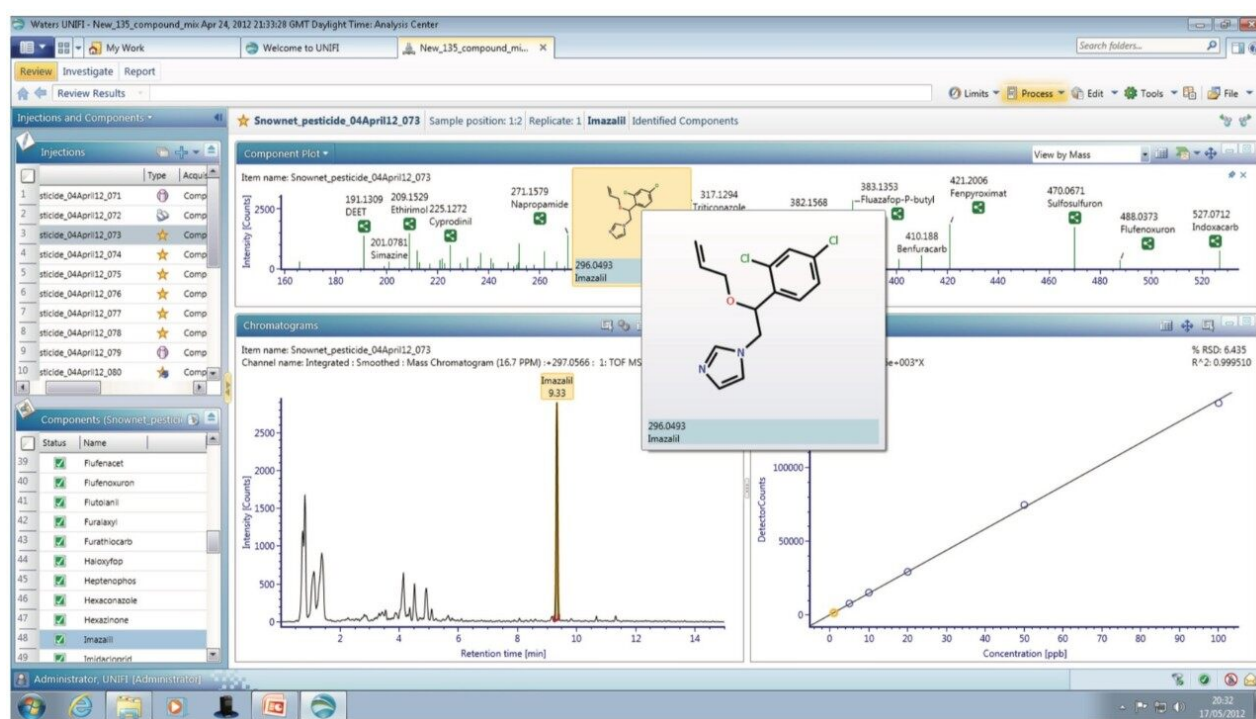 Waters UNIFI - New_135_compound_mix Apr 24, 2012 21:33:28 GMT Daylight Time: Analysis Center
My Work
Welcome to UNIFI
New_135_compound_mi...
Search folders...
Review Investigate Report
Review Results
Limits Process Edit Tools File
Injections and Components
Snownet_pesticide_04April12_073 Sample position: 1:2 Replicate: 1 Imazalil Identified Components
Injections
Type Acquis
1 sticide_04April12_071 Comp
2 sticide_04April12_072 Comp
3 sticide_04April12_073 Comp
4 sticide_04April12_074 Comp
5 sticide_04April12_075 Comp
6 sticide_04April12_076 Comp
7 sticide_04April12_077 Comp
8 sticide_04April12_078 Comp
9 sticide_04April12_079 Comp
10 sticide_04April12_080 Comp
Components (Snownet_pestici
Status Name
39 Flufenacet
40 Flufenoxuron
41 Flutolanil
42 Furalaxyl
43 Furathiocarb
44 Haloxyfop
45 Heptenophos
46 Hexaconazole
47 Hexazinone
48 Imazalil
49 Imidacloprid
Component Plot
View by Mass
Item name: Snownet_pesticide_04April12_073
Intensity [Counts]
2500
0
191.1309
DEET
201.0781
Simazine
209.1529
Ethirimol
225.1272
Cyprodinil
271.1579
Napropamide
296.0493
Imazalil
317.1294
Triticonazole
382.1568
383.1353
Fluazafop-P-butyl
410.188
Benfuracarb
421.2006
Fenpyroximat
470.0671
Sulfosulfuron
488.0373
Flufenoxuron
527.0712
Indoxacarb
160 180 200 220 240 260 400 420 440 460 480 500 520
Cl
Cl
O
N
N
296.0493
Imazalil
Chromatograms
Item name: Snownet_pesticide_04April12_073
Channel name: Integrated : Smoothed : Mass Chromatogram (16.7 PPM) :+297.0566 : 1: TOF MS
Imazalil
9.33
Intensity [Counts]
2500
2000
1500
1000
500
0
2 4 6 8 10 12 14
Retention time [min]
% RSD: 6.435
e+003*X
R^2: 0.999510
DetectorCounts
100000
50000
0
0 10 20 30 40 50 60 70 80 90 100
Concentration [ppb]
Administrator, UNIFI [Administrator]
20:32
17/05/2012